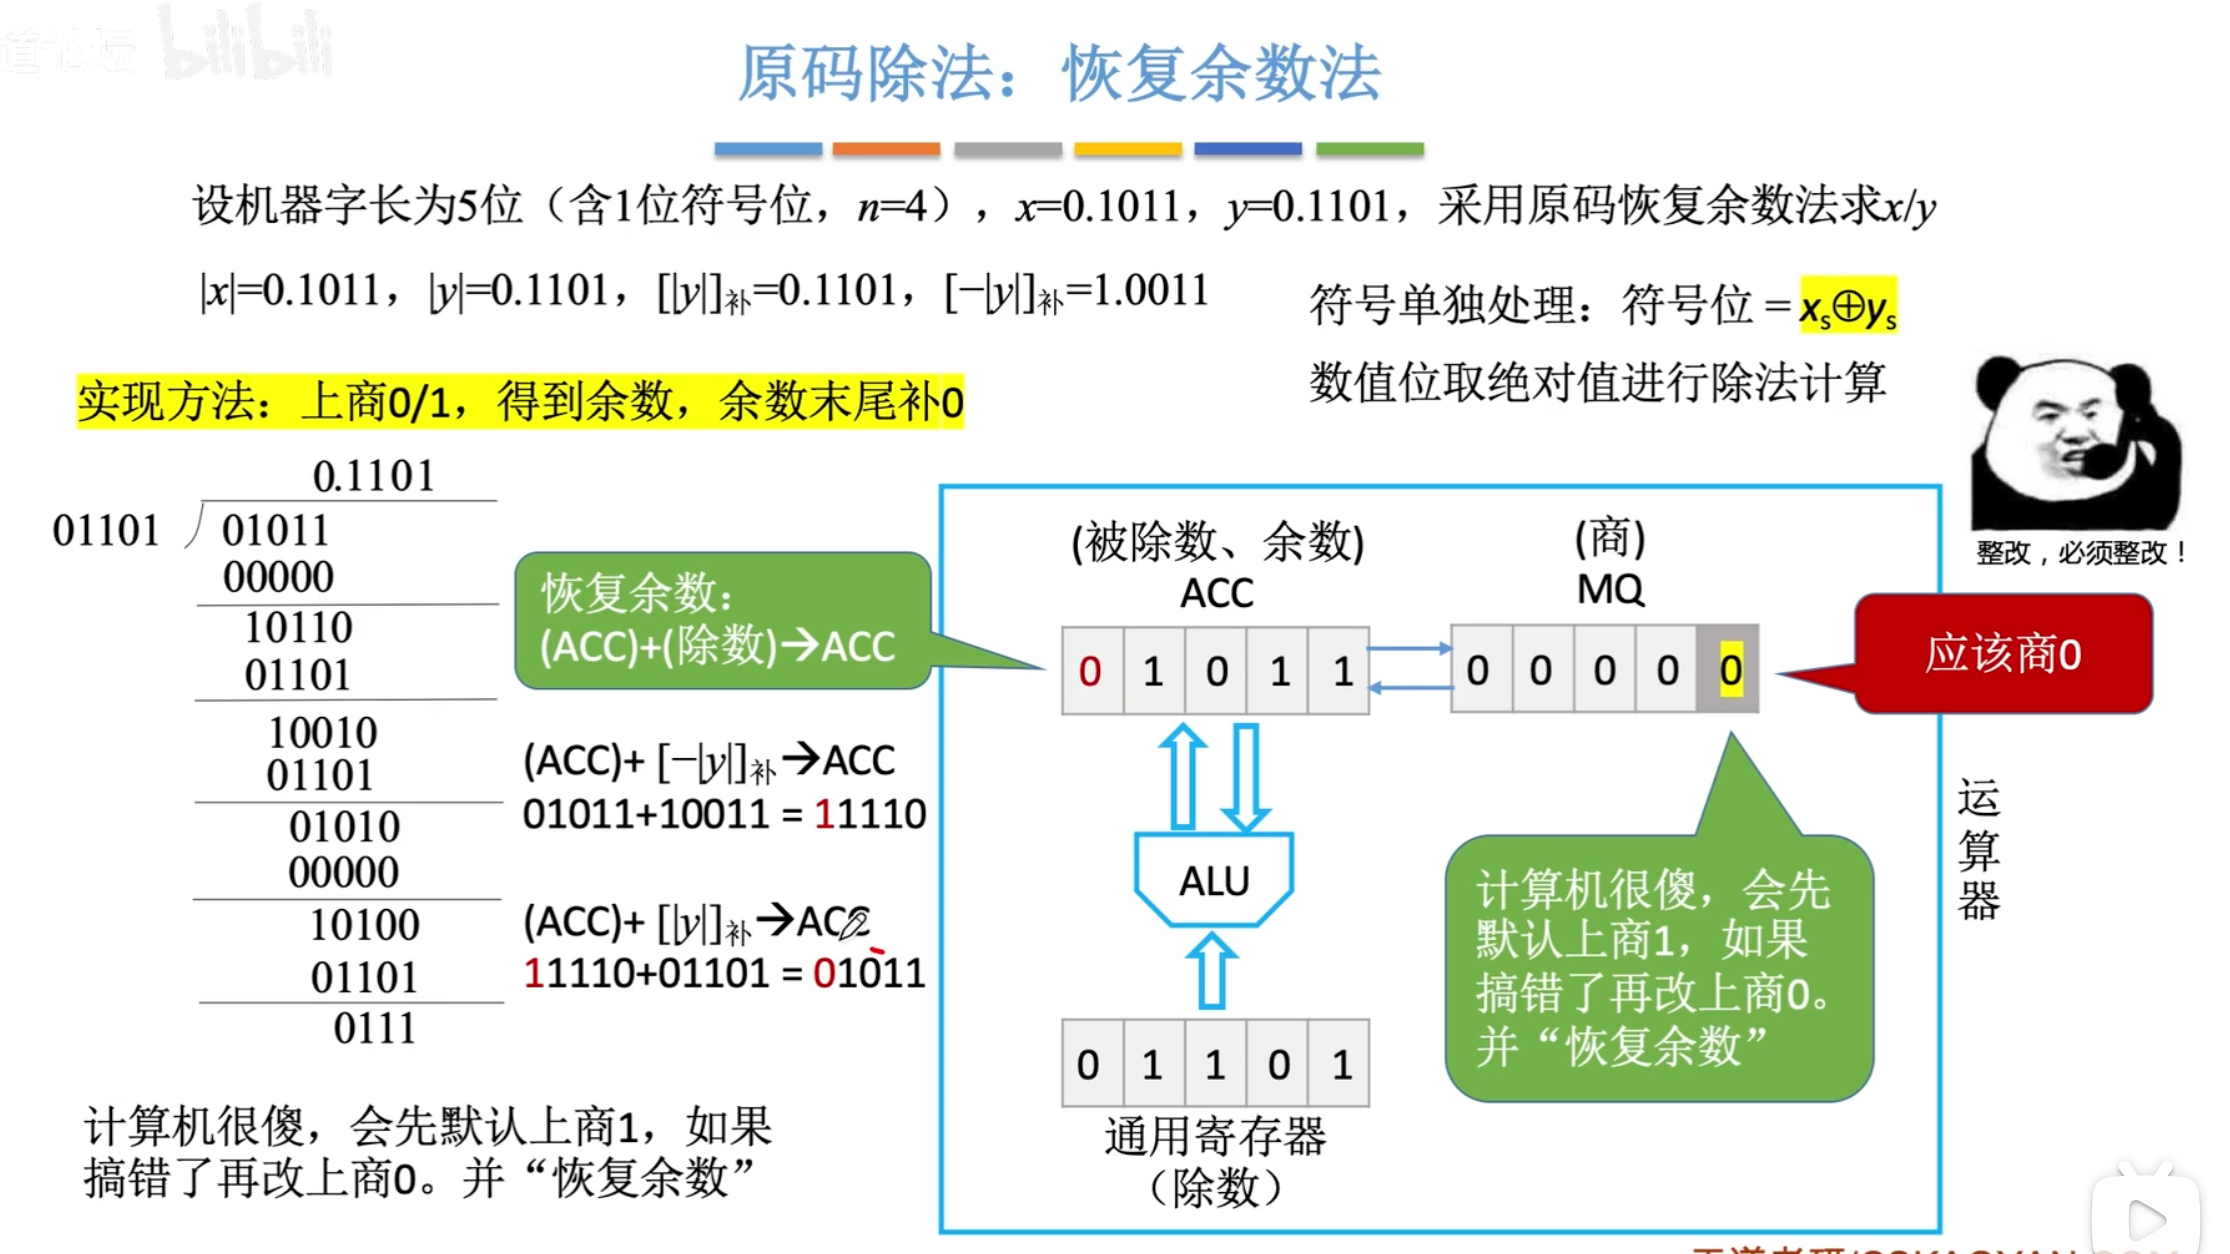 道论坛 bilibili
原码除法：恢复余数法
设机器字长为5位（含1位符号位，n=4），x=0.1011，y=0.1101，采用原码恢复余数法求x/y
|x|=0.1011，|y|=0.1101，[|y|]补=0.1101，[−|y|]补=1.0011
符号单独处理：符号位 = xs⊕ys
数值位取绝对值进行除法计算
实现方法：上商0/1，得到余数，余数末尾补0
0.1101
01101 01011
00000
10110
01101
10010
01101
01010
00000
10100
01101
0111
恢复余数：
(ACC)+(除数)→ACC
(ACC)+ [−|y|]补→ACC
01011+10011 = 11110
(ACC)+ [|y|]补→ACC
11110+01101 = 01011
计算机很傻，会先默认上商1，如果
搞错了再改上商0。并“恢复余数”
(被除数、余数)
ACC
0 1 0 1 1
(商)
MQ
0 0 0 0 0
ALU
0 1 1 0 1
通用寄存器
（除数）
应该商0
计算机很傻，会先
默认上商1，如果
搞错了再改上商0。
并“恢复余数”
运
算
器
整改，必须整改！